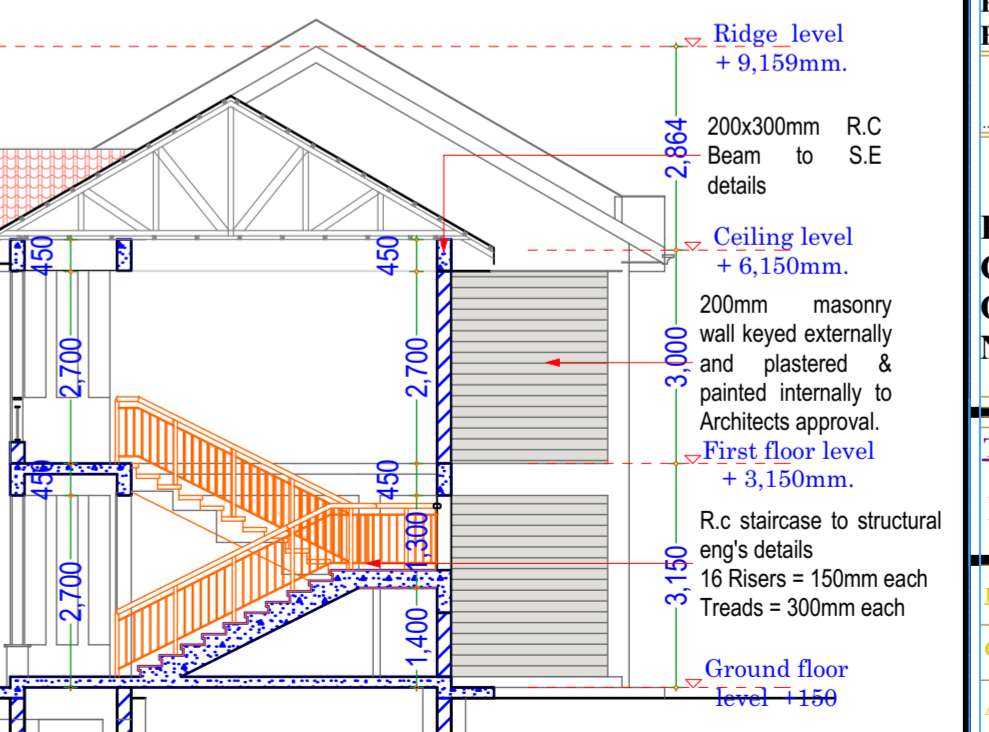 Ridge level
+ 9,159mm.
2,864
200x300mm R.C
Beam to S.E
details
Ceiling level
+ 6,150mm.
450
450
200mm masonry
wall keyed externally
and plastered &
painted internally to
Architects approval.
2,700
2,700
3,000
First floor level
+ 3,150mm.
450
450
R.c staircase to structural
eng's details
16 Risers = 150mm each
Treads = 300mm each
1,300
2,700
3,150
1,400
Ground floor
level +150